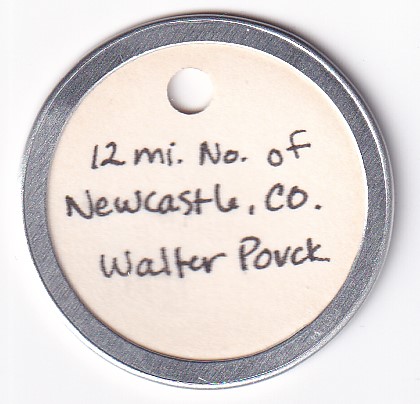 12 mi. No. of
Newcastle, CO.
Walter Povck